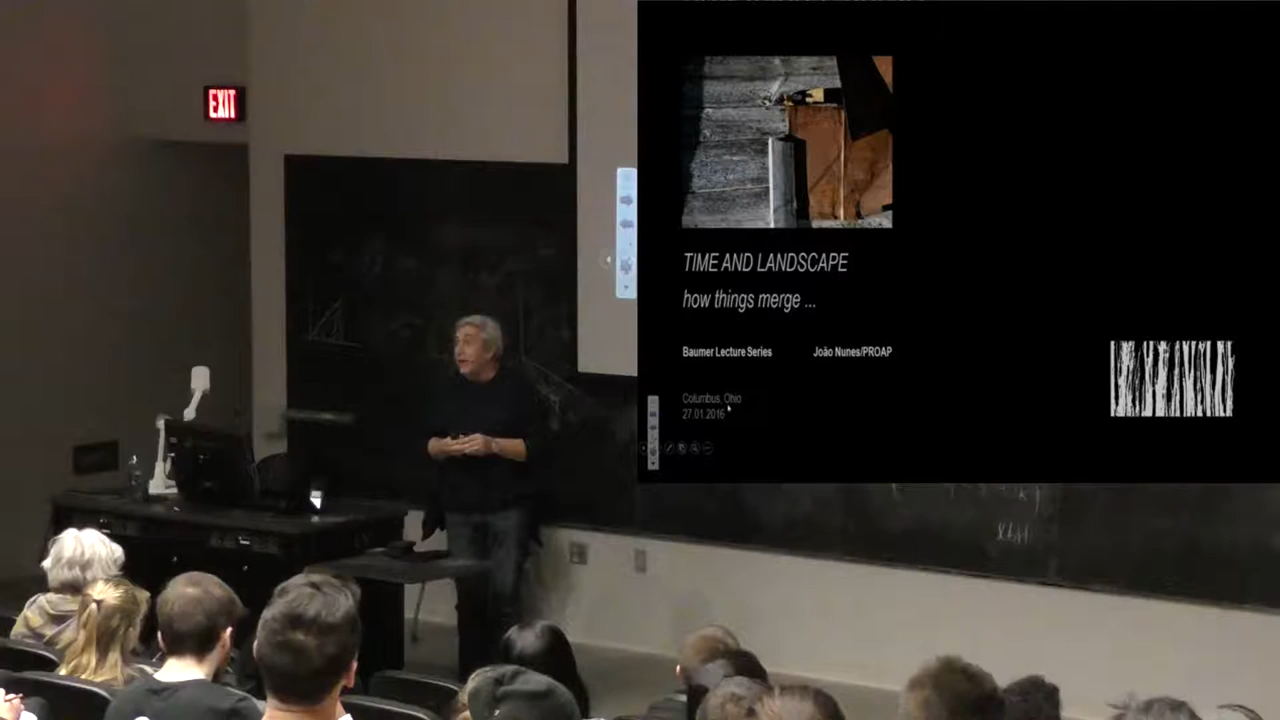 EXIT
TIME AND LANDSCAPE
how things merge ...
Baumer Lecture Series João Nunes/PROAP
Columbus, Ohio
27.01.2016